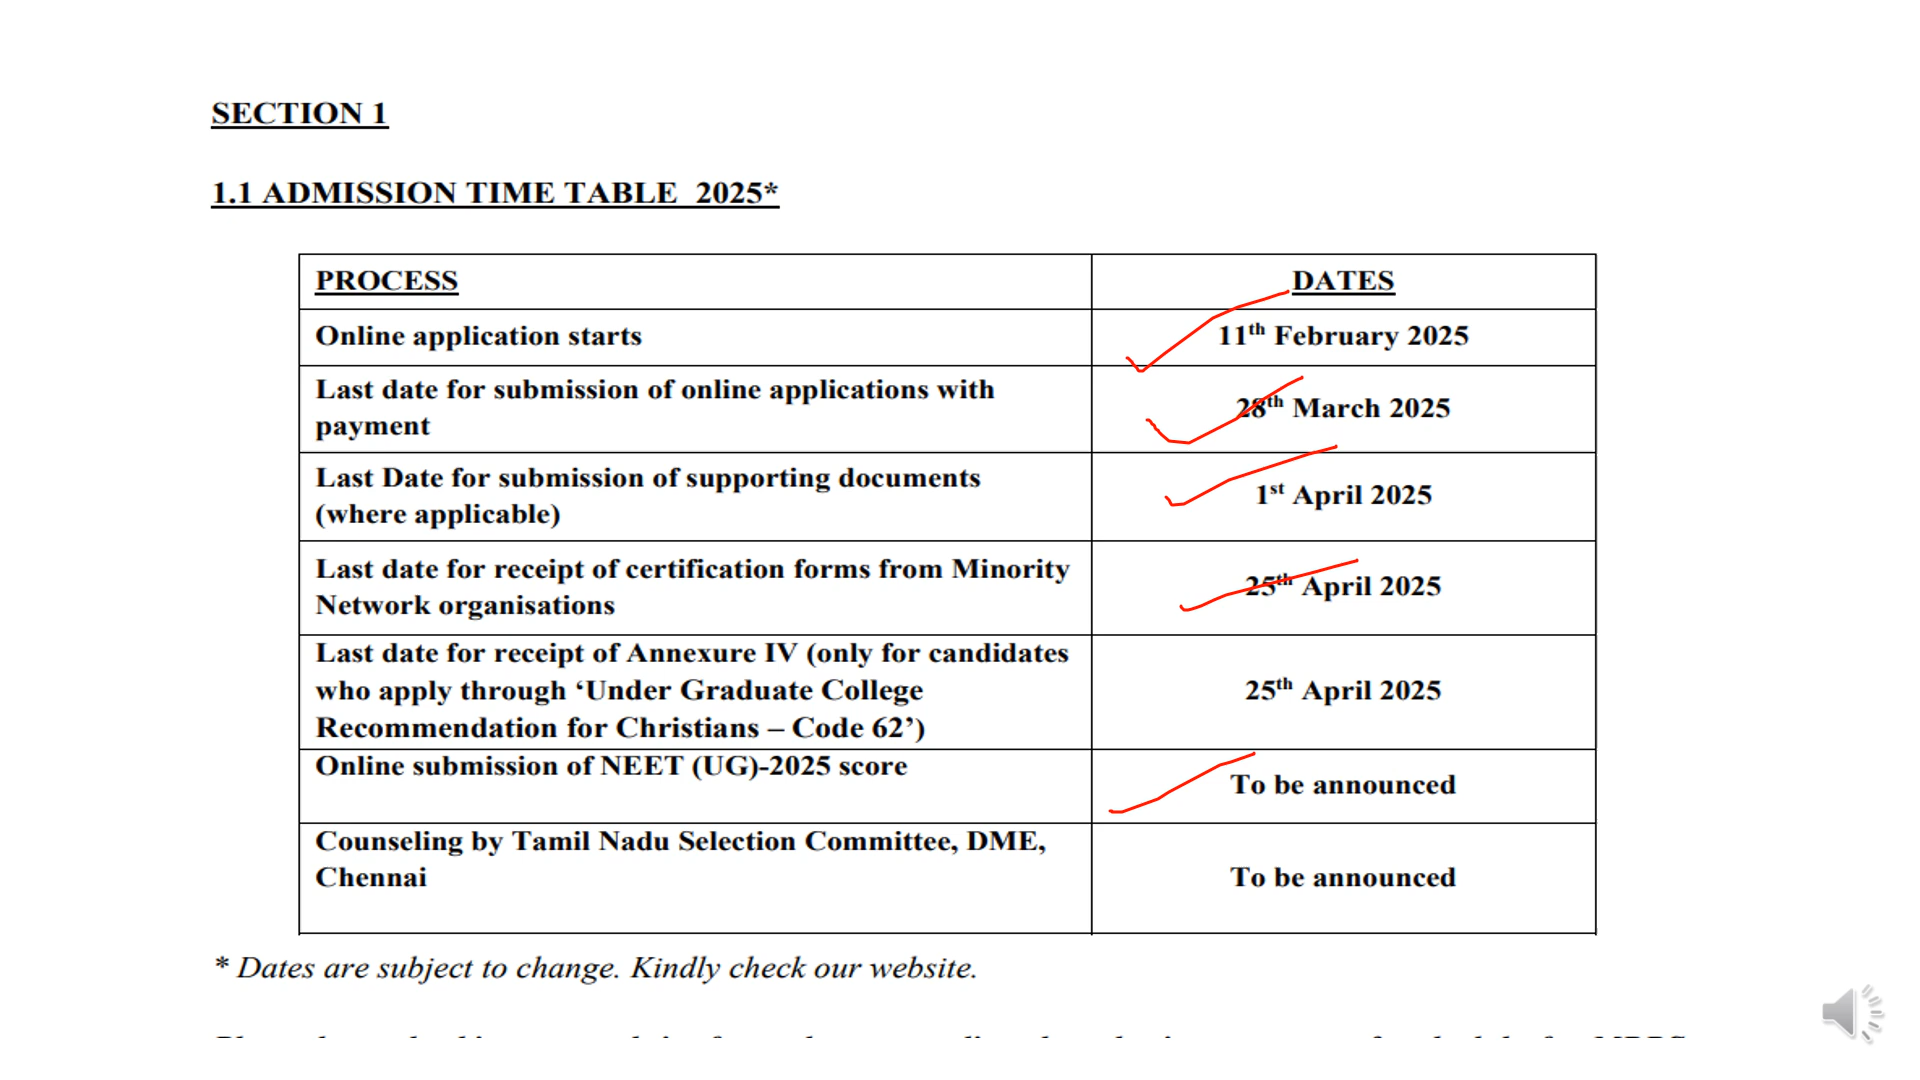 SECTION 1
1.1 ADMISSION TIME TABLE 2025*
PROCESS
DATES
Online application starts
11th February 2025
Last date for submission of online applications with
payment
28th March 2025
Last Date for submission of supporting documents
(where applicable)
1st April 2025
Last date for receipt of certification forms from Minority
Network organisations
25th April 2025
Last date for receipt of Annexure IV (only for candidates
who apply through ‘Under Graduate College
Recommendation for Christians – Code 62’)
25th April 2025
Online submission of NEET (UG)-2025 score
To be announced
Counseling by Tamil Nadu Selection Committee, DME,
Chennai
To be announced
* Dates are subject to change. Kindly check our website.